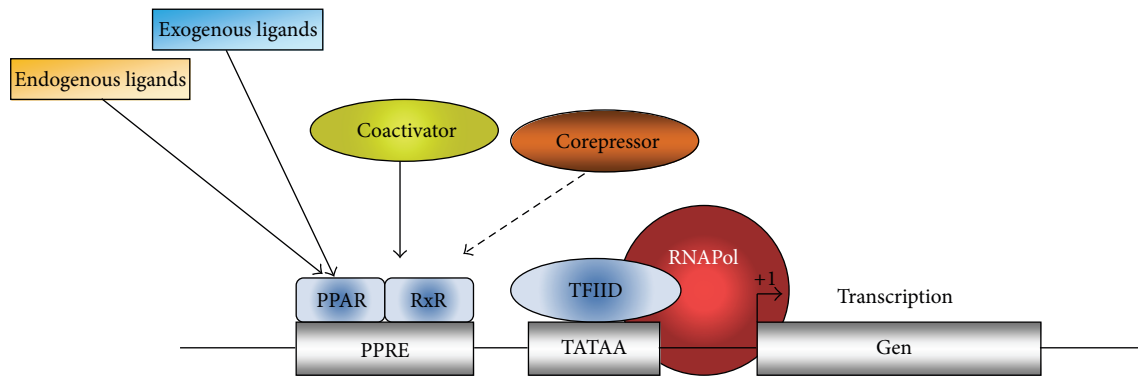 Exogenous ligands
Endogenous ligands
Coactivator
Corepressor
RNAPol
+1
PPAR
RxR
TFIID
Transcription
PPRE
TATAA
Gen